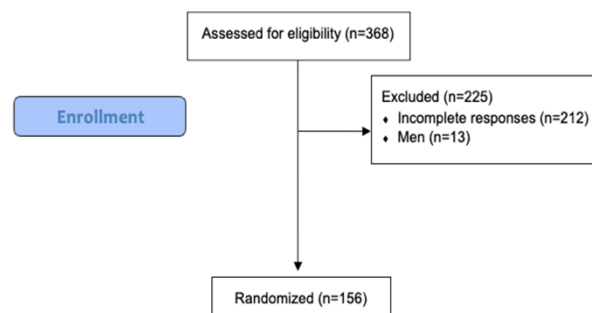 Assessed for eligibility (n=368)
Enrollment
Excluded (n=225)
♦ Incomplete responses (n=212)
♦ Men (n=13)
Randomized (n=156)